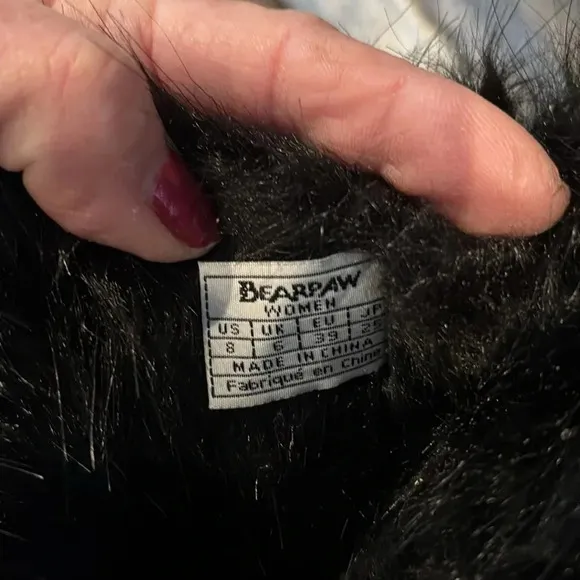 BEARPAW
WOMEN
US UK EU JP
8 6 39 25
MADE IN CHINA
Fabriqué en Chine